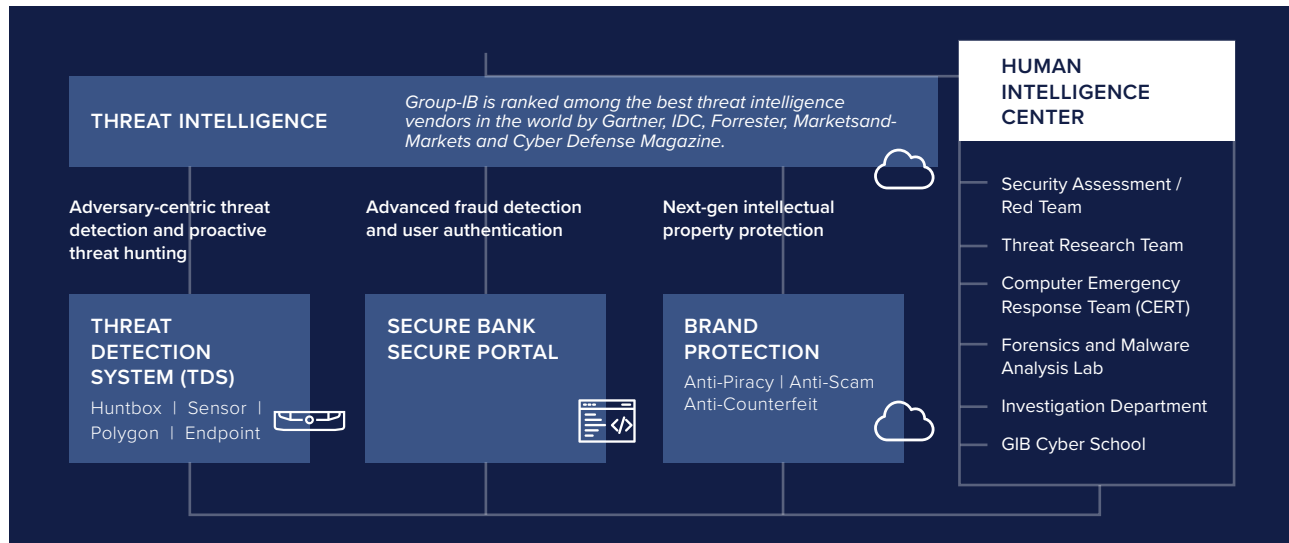 THREAT INTELLIGENCE
Group-IB is ranked among the best threat intelligence
vendors in the world by Gartner, IDC, Forrester, Marketsand-
Markets and Cyber Defense Magazine.
Adversary-centric threat
detection and proactive
threat hunting
Advanced fraud detection
and user authentication
Next-gen intellectual
property protection
THREAT
DETECTION
SYSTEM (TDS)
Huntbox | Sensor |
Polygon | Endpoint
SECURE BANK
SECURE PORTAL
BRAND
PROTECTION
Anti-Piracy | Anti-Scam
Anti-Counterfeit
HUMAN
INTELLIGENCE
CENTER
Security Assessment /
Red Team
Threat Research Team
Computer Emergency
Response Team (CERT)
Forensics and Malware
Analysis Lab
Investigation Department
GIB Cyber School